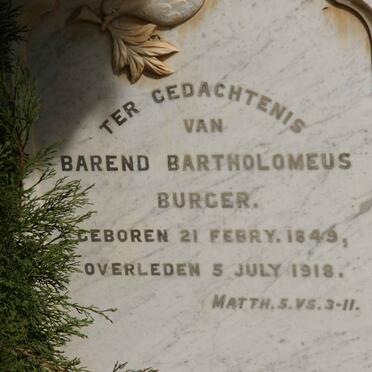 TER GEDACHTENIS
VAN
BAREND BARTHOLOMEUS
BURGER.
GEBOREN 21 FEBRY. 1849,
OVERLEDEN 5 JULY 1918.
MATTH. 5. VS. 3-11.